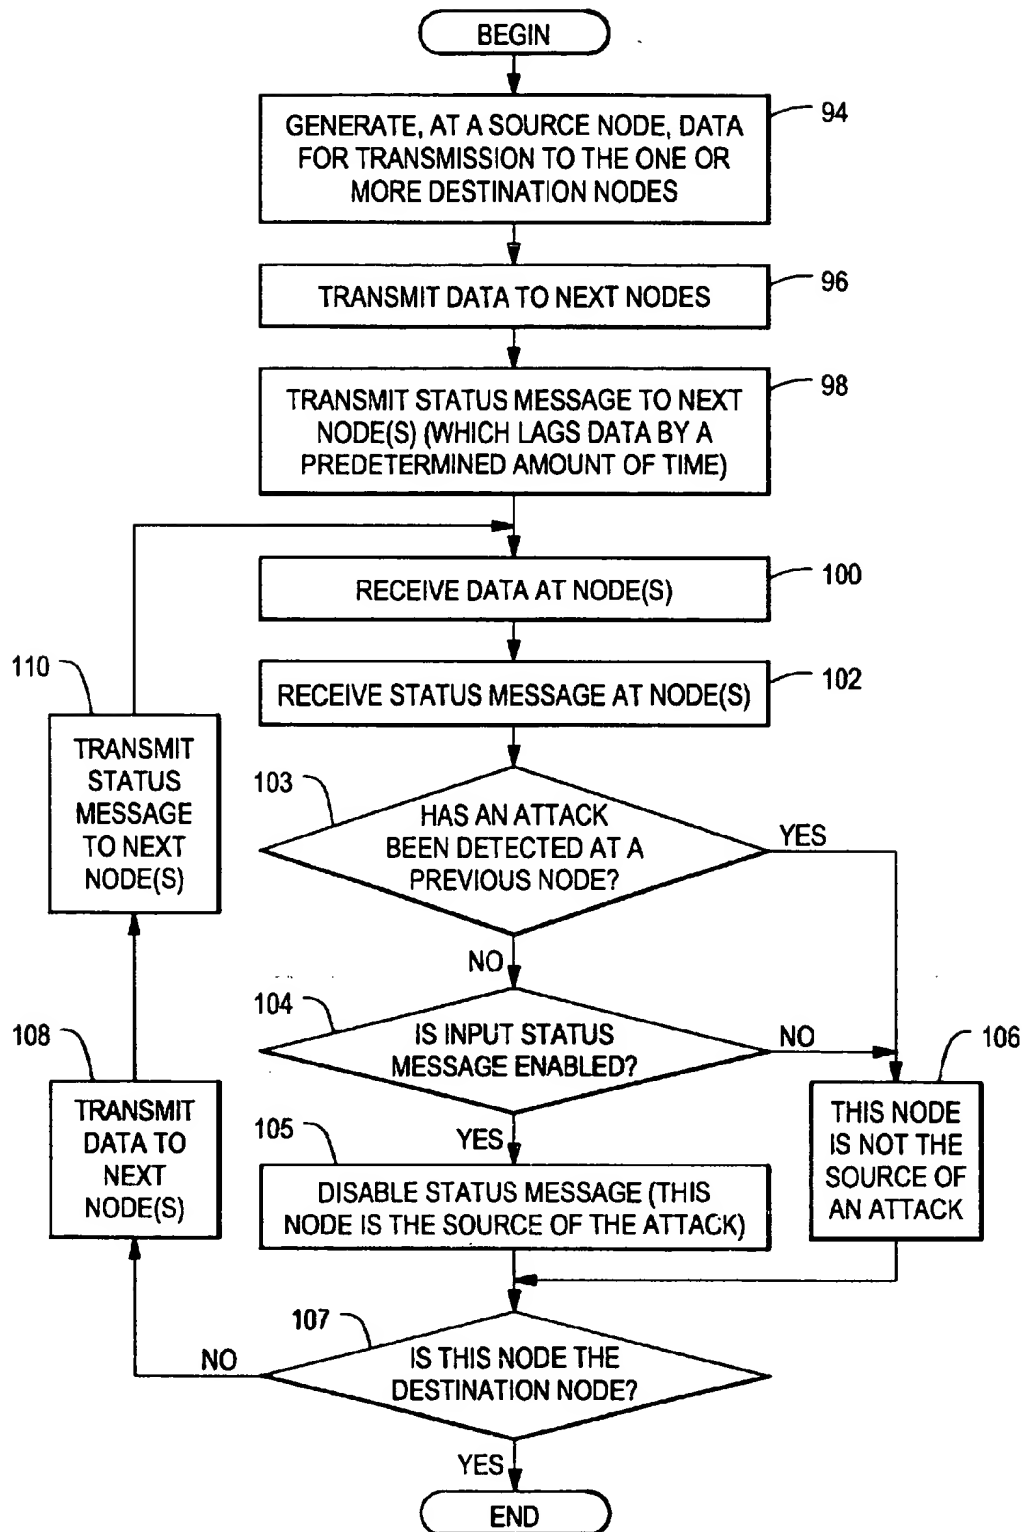 BEGIN
94
GENERATE, AT A SOURCE NODE, DATA
FOR TRANSMISSION TO THE ONE OR
MORE DESTINATION NODES
96
TRANSMIT DATA TO NEXT NODES
98
TRANSMIT STATUS MESSAGE TO NEXT
NODE(S) (WHICH LAGS DATA BY A
PREDETERMINED AMOUNT OF TIME)
100
RECEIVE DATA AT NODE(S)
102
RECEIVE STATUS MESSAGE AT NODE(S)
110
TRANSMIT
STATUS
MESSAGE
TO NEXT
NODE(S)
103
HAS AN ATTACK
BEEN DETECTED AT A
PREVIOUS NODE?
YES
NO
104
IS INPUT STATUS
MESSAGE ENABLED?
NO
YES
106
THIS NODE
IS NOT THE
SOURCE OF
AN ATTACK
108
TRANSMIT
DATA TO
NEXT
NODE(S)
105
DISABLE STATUS MESSAGE (THIS
NODE IS THE SOURCE OF THE ATTACK)
107
IS THIS NODE THE
DESTINATION NODE?
NO
YES
END